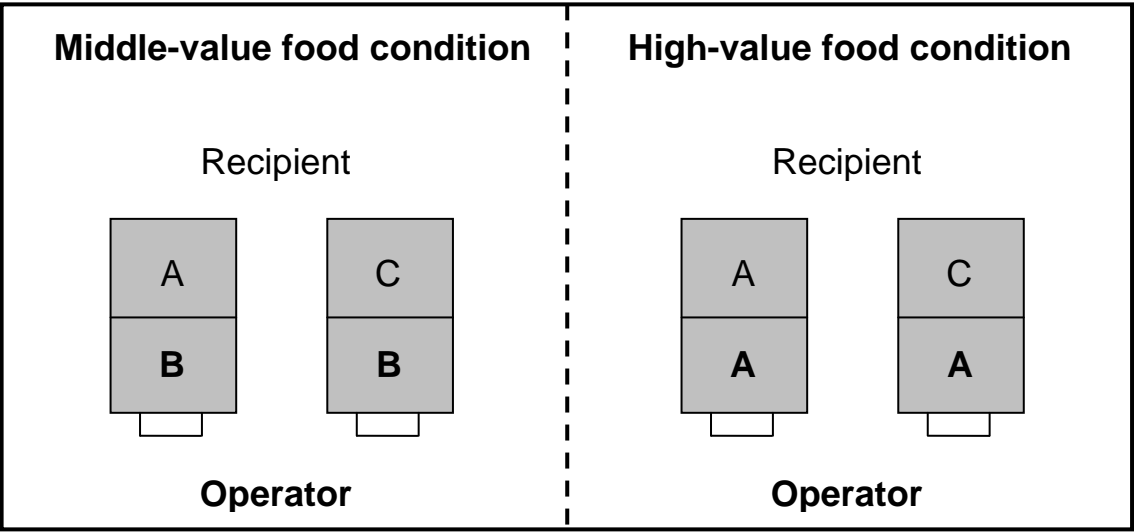 Middle-value food condition
Recipient
A C
B B
Operator
High-value food condition
Recipient
A C
A A
Operator